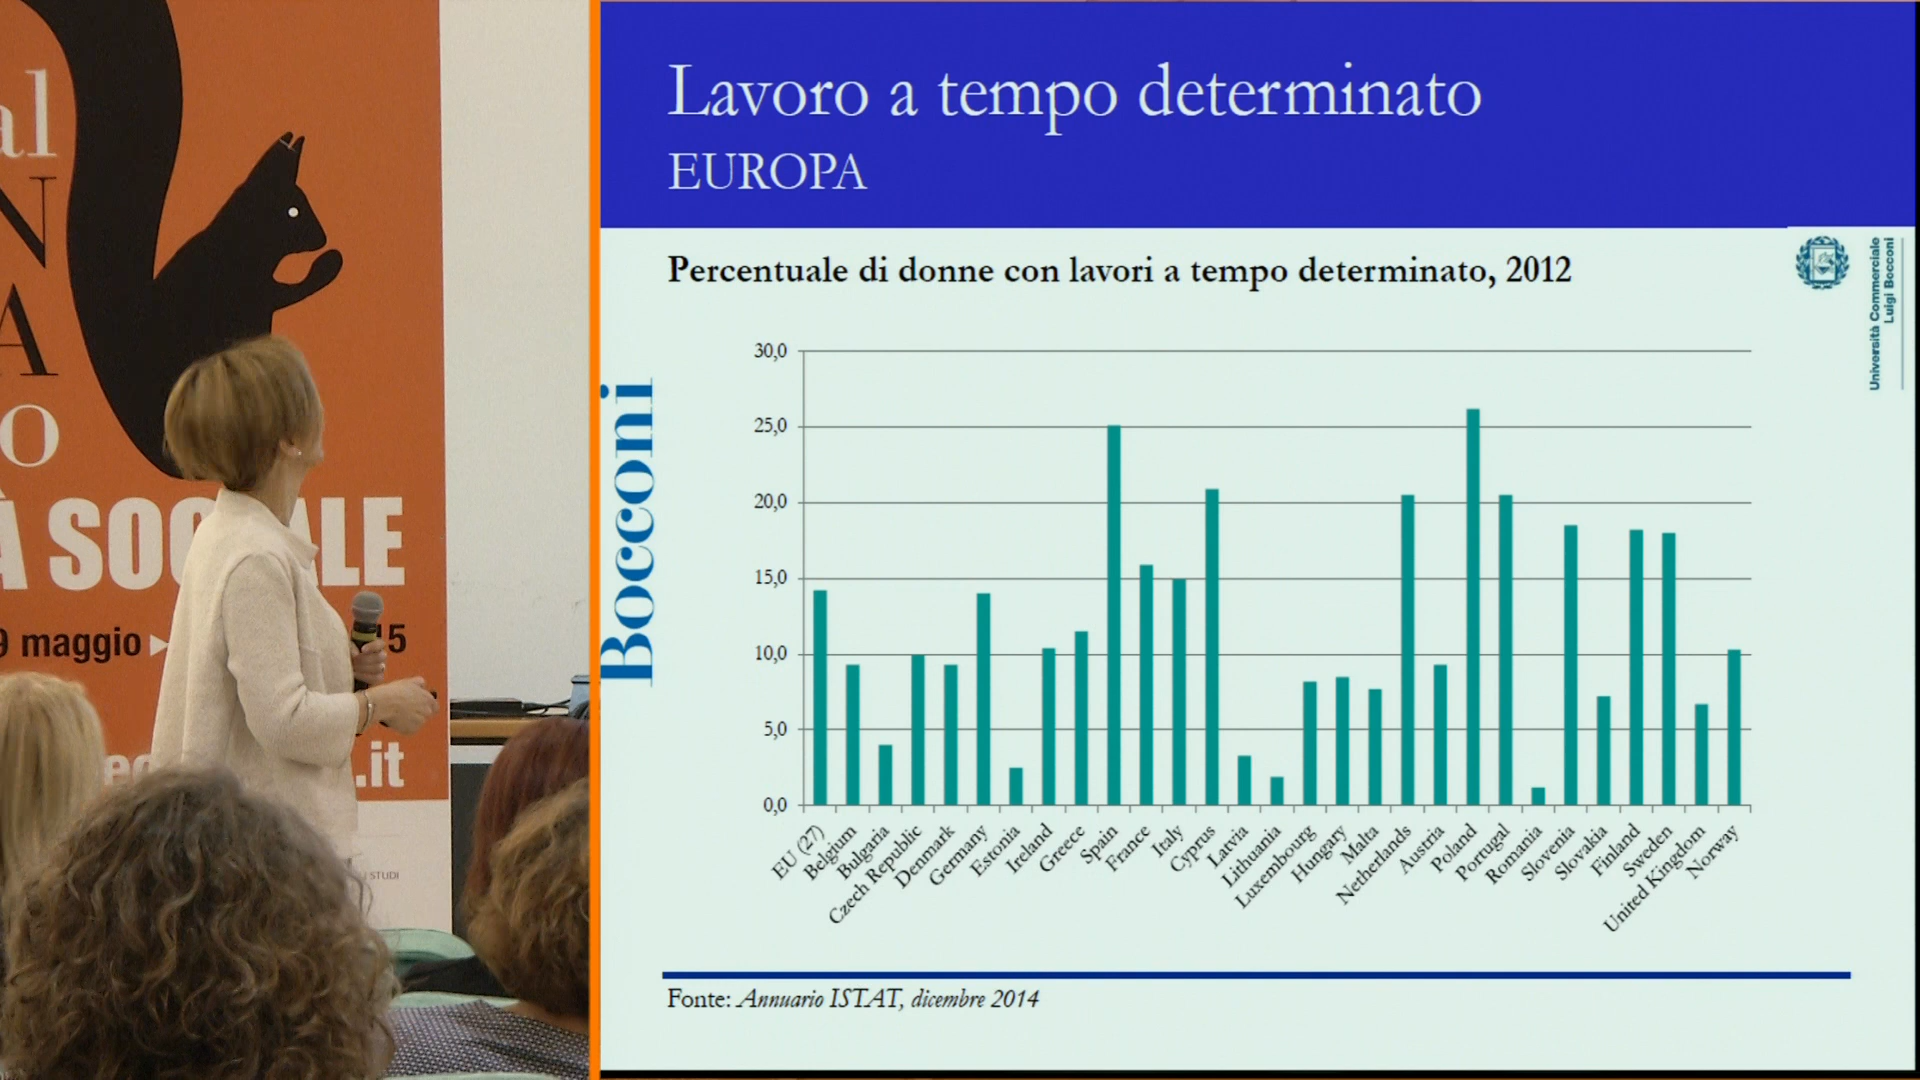 al
N
A
O
À SOC ALE
9 maggio ▸ 15
.it
STUDI
Lavoro a tempo determinato
EUROPA
Percentuale di donne con lavori a tempo determinato, 2012
Università Commerciale
Luigi Bocconi
Bocconi
30,0
25,0
20,0
15,0
10,0
5,0
0,0
EU (27)
Belgium
Bulgaria
Czech Republic
Denmark
Germany
Estonia
Ireland
Greece
Spain
France
Italy
Cyprus
Latvia
Lithuania
Luxembourg
Hungary
Malta
Netherlands
Austria
Poland
Portugal
Romania
Slovenia
Slovakia
Finland
Sweden
United Kingdom
Norway
Fonte: Annuario ISTAT, dicembre 2014